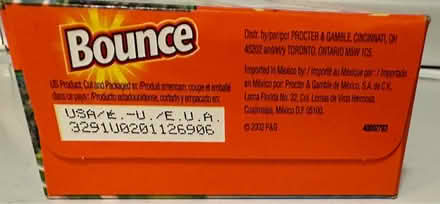 Bounce
US Product, Cut and Packaged in:/Produit américain, coupé et emballé
dans ce pays:/ Producto estadounidense, cortado y empacado en:
USA/É.-U./E.U.A.
3291U0201126906
Distr. by/par/por PROCTER & GAMBLE, CINCINNATI, OH
45202 and/et/y TORONTO, ONTARIO M5W 1C5.
Imported in Mexico by: / importé au Mexique par: / Importado
en México por: Procter & Gamble de México, S.A. de C.V.
Loma Florida No. 32, Col. Lomas de Vista Hermosa,
Cuajimalpa, México D.F. 05100.
© 2002 P&G